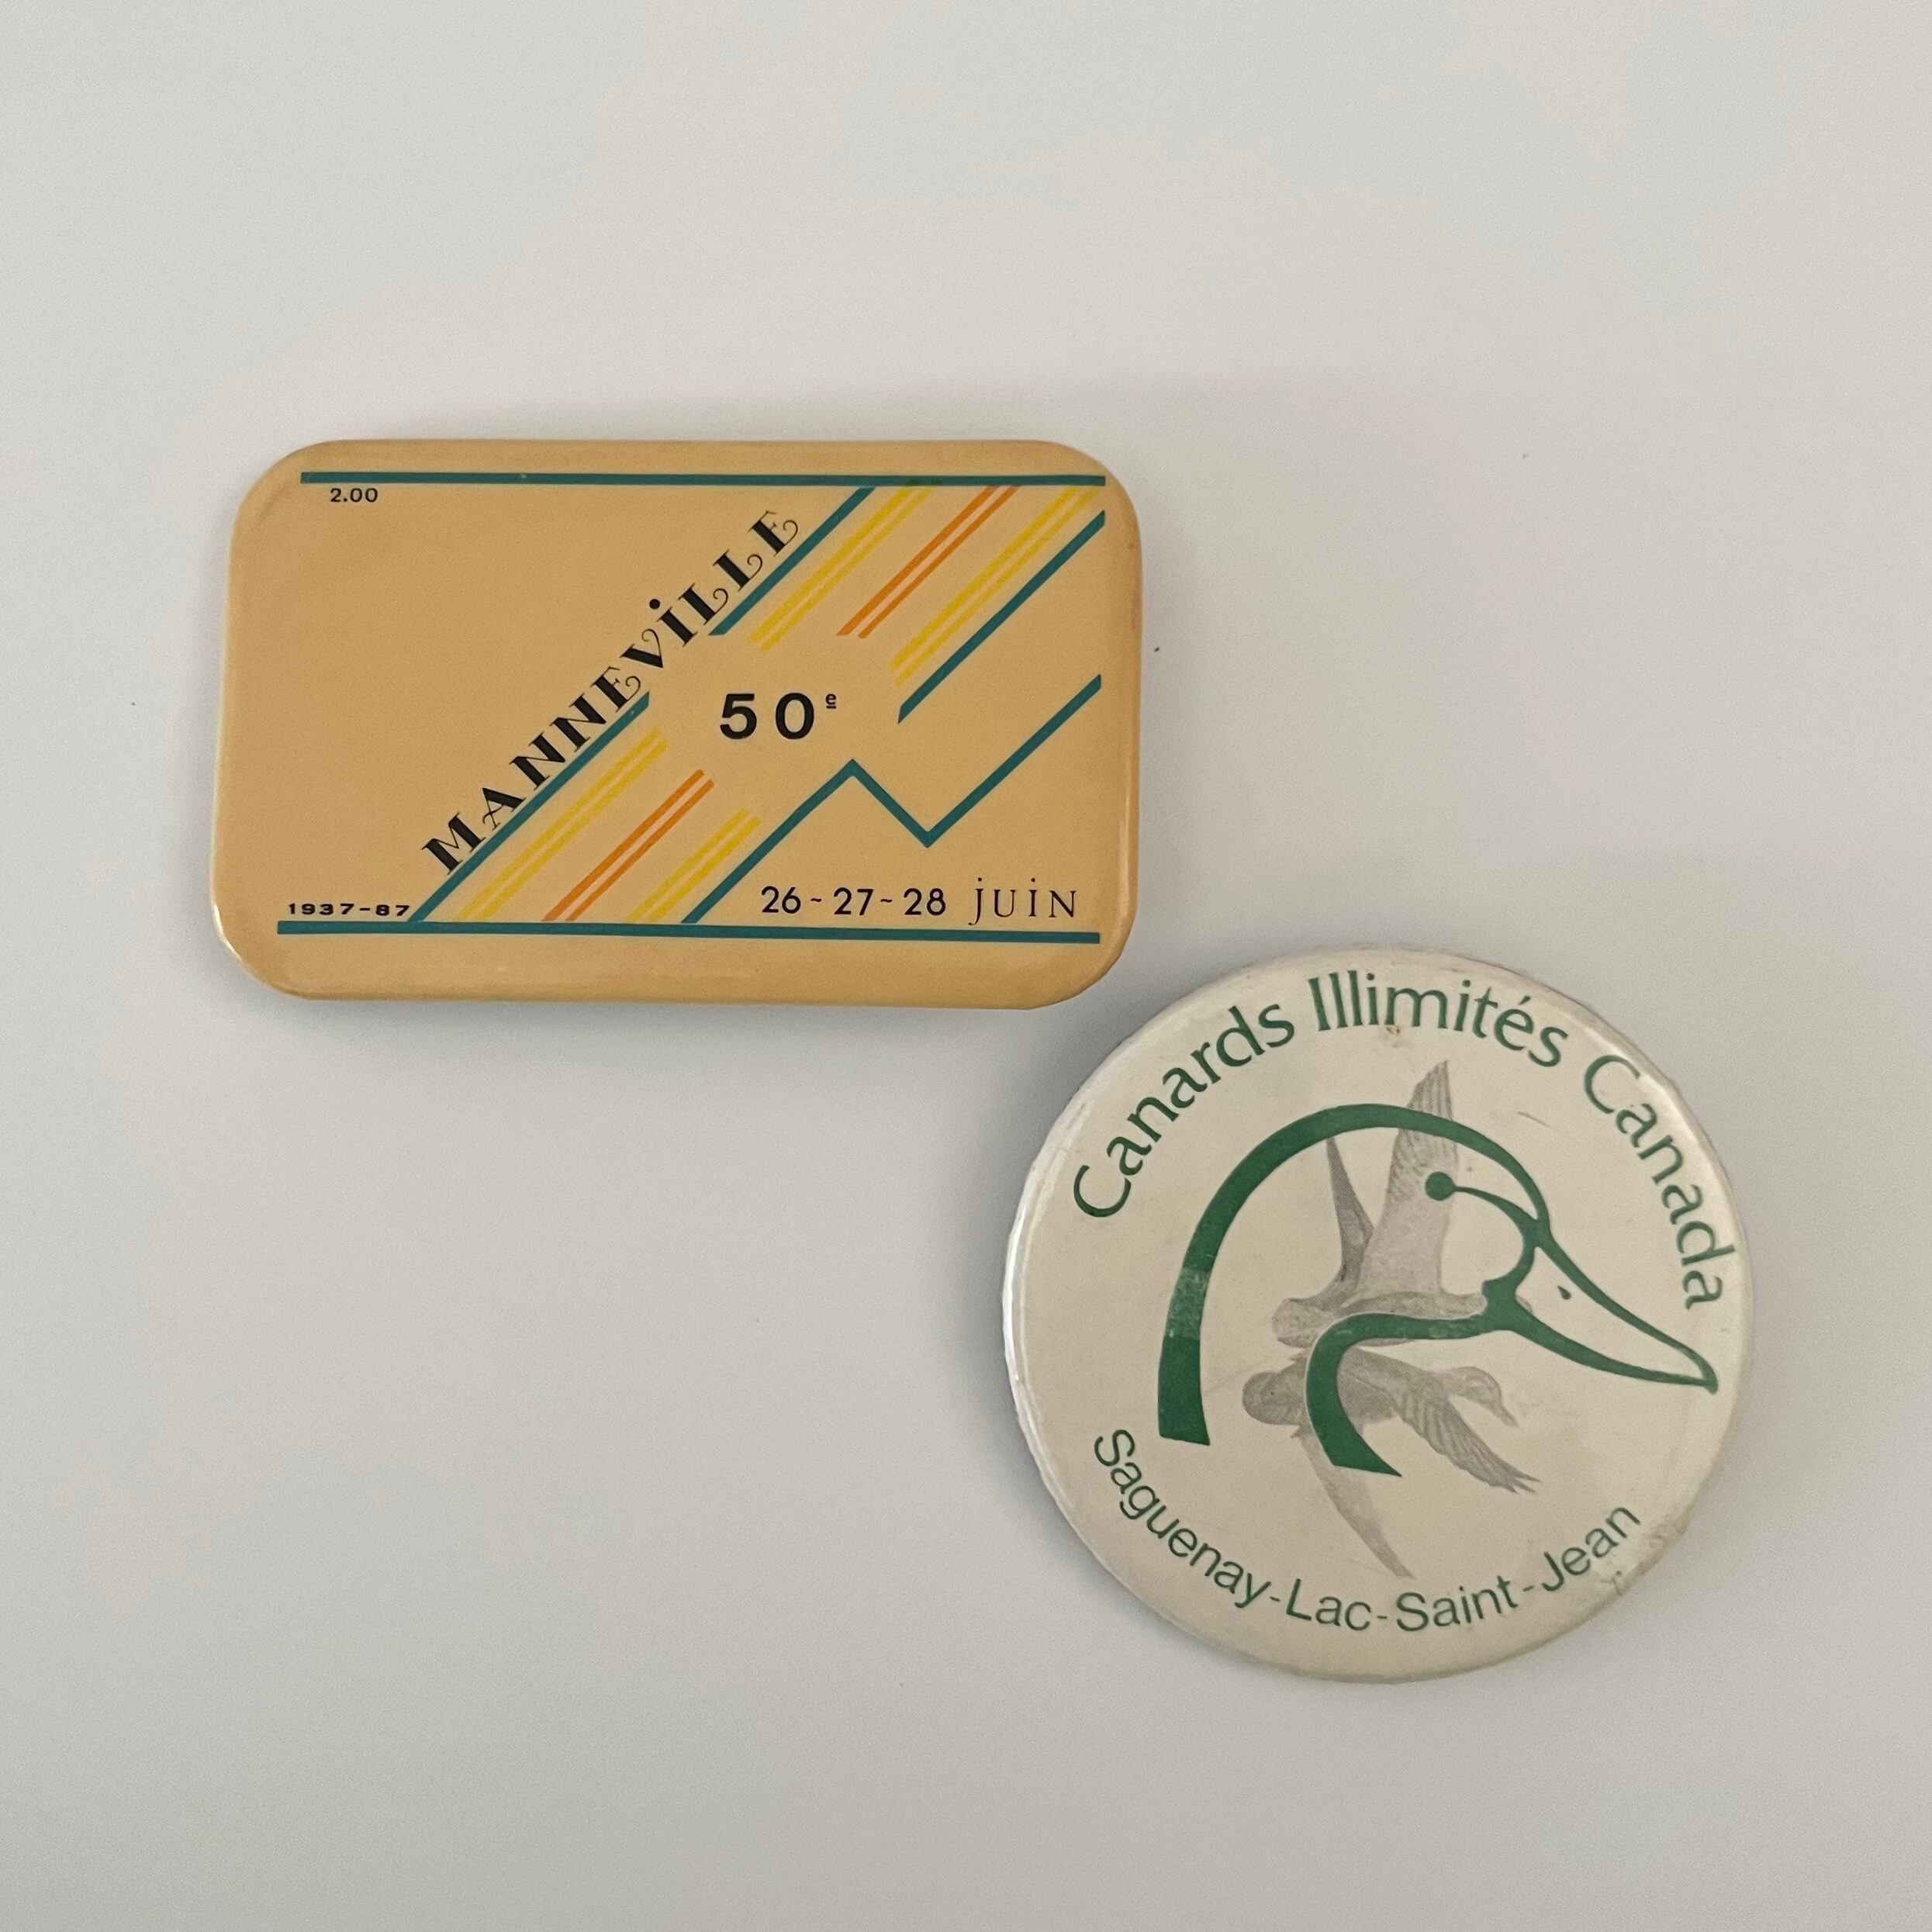 2.00
MANNEViLLE
50e
1937-87
26~27~28 juiN
Canards Illimités Canada
Saguenay-Lac-Saint-Jean